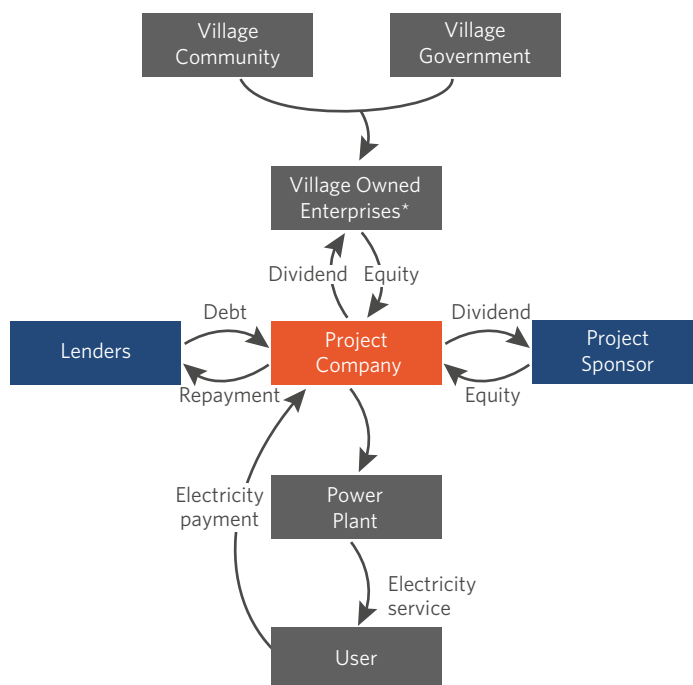 Village
Community
Village
Government
Village Owned
Enterprises*
Dividend
Equity
Debt
Dividend
Lenders
Project
Company
Project
Sponsor
Repayment
Equity
Electricity
payment
Power
Plant
Electricity
service
User